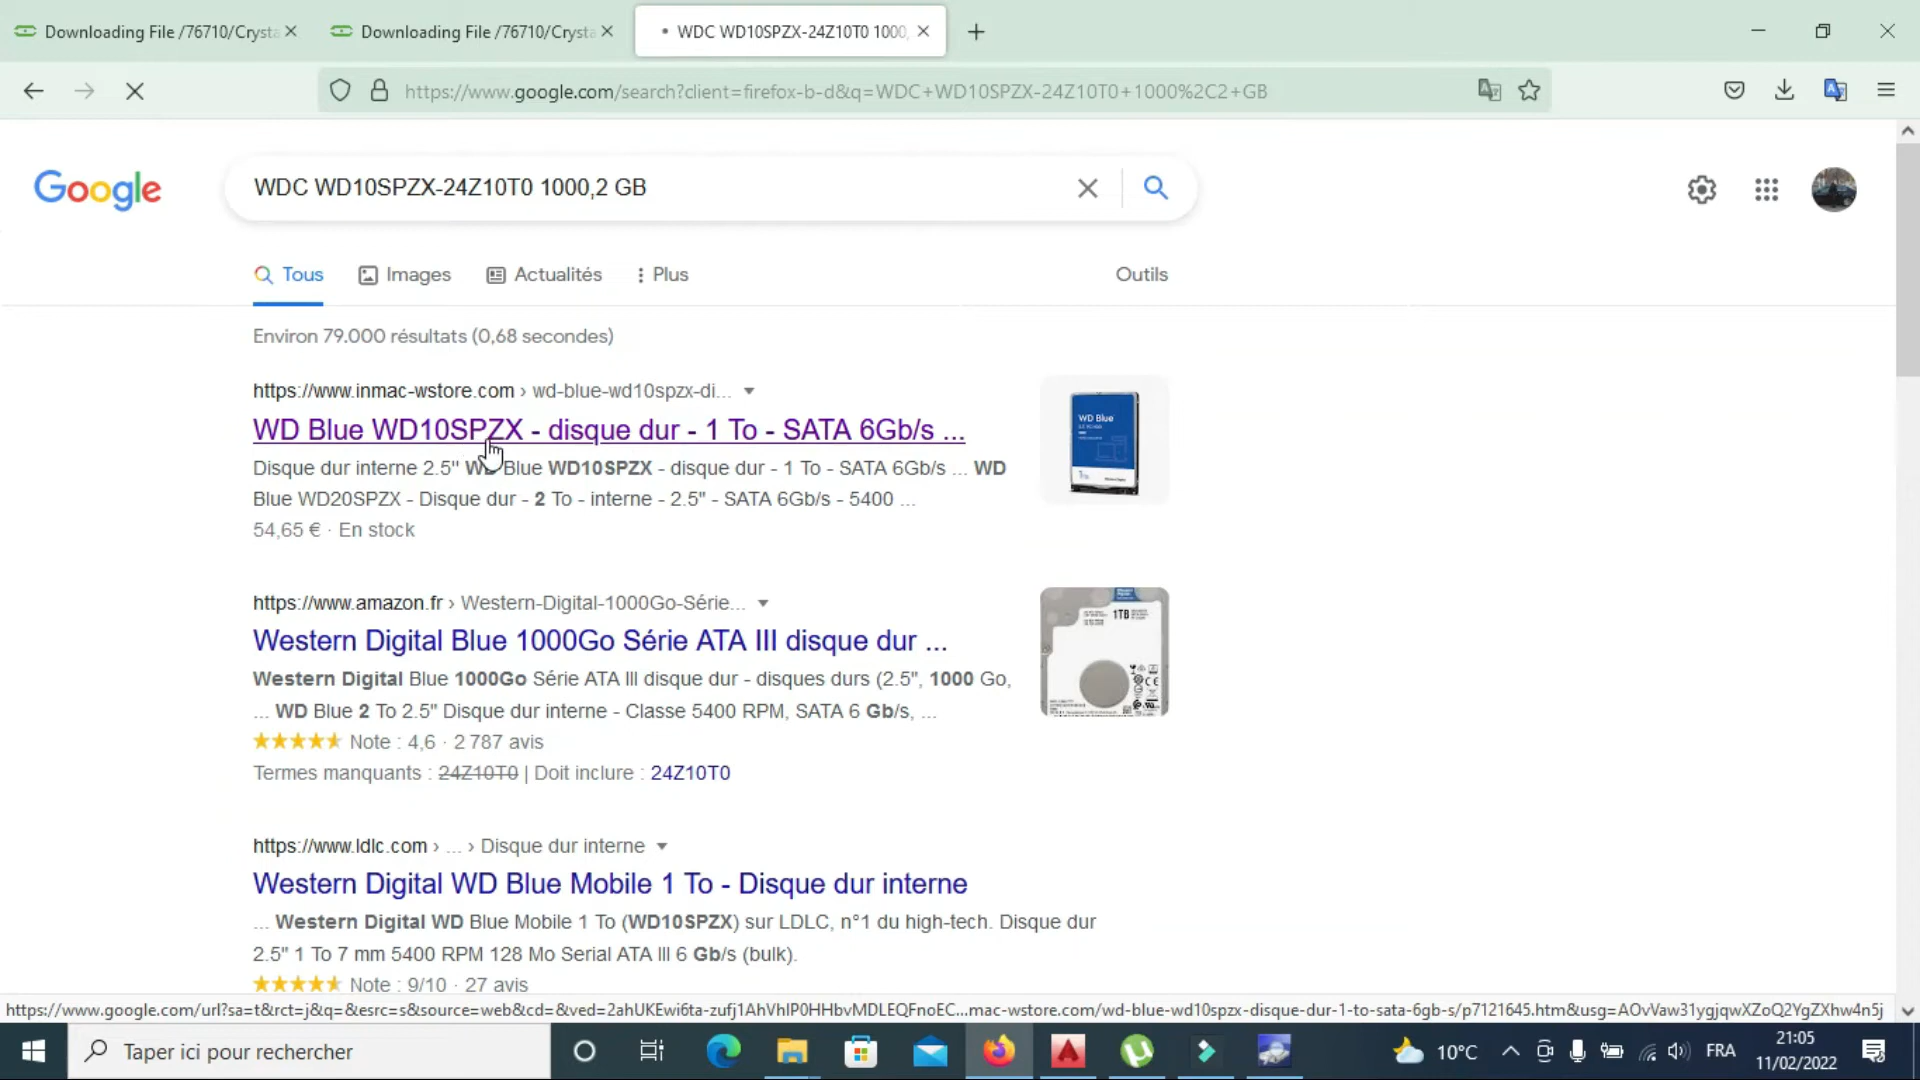 Downloading File /76710/Crysta
Downloading File /76710/Crysta
WDC WD10SPZX-24Z10T0 1000,
https://www.google.com/search?client=firefox-b-d&q=WDC+WD10SPZX-24Z10T0+1000%2C2+GB
Google
WDC WD10SPZX-24Z10T0 1000,2 GB
Tous
Images
Actualités
Plus
Outils
Environ 79.000 résultats (0,68 secondes)
https://www.inmac-wstore.com › wd-blue-wd10spzx-di...
WD Blue WD10SPZX - disque dur - 1 To - SATA 6Gb/s ...
Disque dur interne 2.5" WD Blue WD10SPZX - disque dur - 1 To - SATA 6Gb/s ... WD
Blue WD20SPZX - Disque dur - 2 To - interne - 2.5" - SATA 6Gb/s - 5400 ...
54,65 € · En stock
WD Blue
https://www.amazon.fr › Western-Digital-1000Go-Série...
Western Digital Blue 1000Go Série ATA III disque dur ...
Western Digital Blue 1000Go Série ATA III disque dur - disques durs (2.5", 1000 Go,
... WD Blue 2 To 2.5" Disque dur interne - Classe 5400 RPM, SATA 6 Gb/s, ...
Note : 4,6 · 2 787 avis
Termes manquants : 24Z10T0 | Doit inclure : 24Z10T0
1TB
https://www.ldlc.com › ... › Disque dur interne
Western Digital WD Blue Mobile 1 To - Disque dur interne
... Western Digital WD Blue Mobile 1 To (WD10SPZX) sur LDLC, n°1 du high-tech. Disque dur
2.5" 1 To 7 mm 5400 RPM 128 Mo Serial ATA III 6 Gb/s (bulk).
Note : 9/10 · 27 avis
https://www.google.com/url?sa=t&rct=j&q=&esrc=s&source=web&cd=&ved=2ahUKEwi6ta-zufj1AhVhIP0HHbvMDLEQFnoEC...mac-wstore.com/wd-blue-wd10spzx-disque-dur-1-to-sata-6gb-s/p7121645.htm&usg=AOvVaw31ygjqwXZoQ2YgZXHw4n5j
Taper ici pour rechercher
10°C
FRA
21:05
11/02/2022